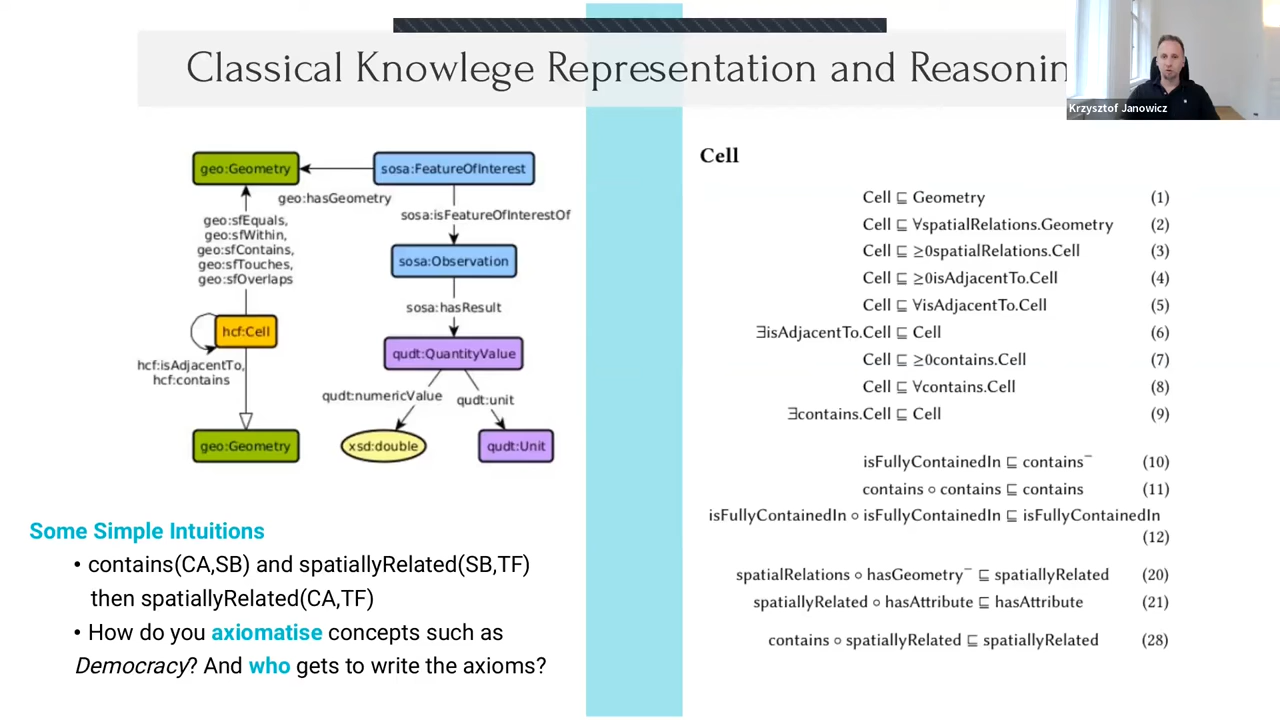 Classical Knowlege Representation and Reasonin
Krzysztof Janowicz
geo:Geometry
sosa:FeatureOfInterest
geo:hasGeometry
sosa:isFeatureOfInterestOf
geo:sfEquals,
geo:sfWithin,
geo:sfContains,
geo:sfTouches,
geo:sfOverlaps
sosa:Observation
sosa:hasResult
hcf:Cell
hcf:isAdjacentTo,
hcf:contains
qudt:QuantityValue
qudt:numericValue
qudt:unit
geo:Geometry
xsd:double
qudt:Unit
Some Simple Intuitions
• contains(CA,SB) and spatiallyRelated(SB,TF)
then spatiallyRelated(CA,TF)
• How do you axiomatise concepts such as
Democracy? And who gets to write the axioms?
Cell
Cell ⊑ Geometry (1)
Cell ⊑ ∀spatialRelations.Geometry (2)
Cell ⊑ ≥0spatialRelations.Cell (3)
Cell ⊑ ≥0isAdjacentTo.Cell (4)
Cell ⊑ ∀isAdjacentTo.Cell (5)
∃isAdjacentTo.Cell ⊑ Cell (6)
Cell ⊑ ≥0contains.Cell (7)
Cell ⊑ ∀contains.Cell (8)
∃contains.Cell ⊑ Cell (9)
isFullyContainedIn ⊑ contains⁻ (10)
contains ∘ contains ⊑ contains (11)
isFullyContainedIn ∘ isFullyContainedIn ⊑ isFullyContainedIn
(12)
spatialRelations ∘ hasGeometry⁻ ⊑ spatiallyRelated (20)
spatiallyRelated ∘ hasAttribute ⊑ hasAttribute (21)
contains ∘ spatiallyRelated ⊑ spatiallyRelated (28)